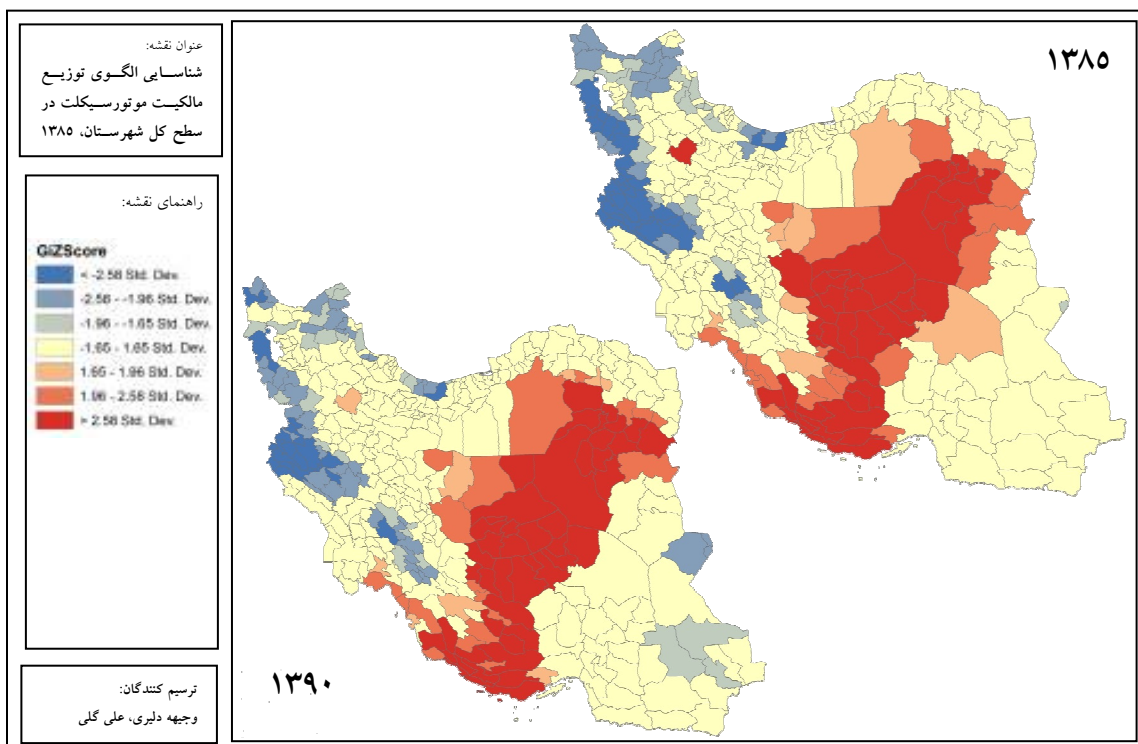 عنوان نقشه:
شناسایی الگوی توزیع
مالکیت موتورسیکلت در
سطح کل شهرستان، ۱۳۸۵
راهنمای نقشه:
GiZScore
< -2.58 Std. Dev.
-2.58 - -1.96 Std. Dev.
-1.96 - -1.65 Std. Dev.
-1.65 - 1.65 Std. Dev.
1.65 - 1.96 Std. Dev.
1.96 - 2.58 Std. Dev.
> 2.58 Std. Dev.
ترسیم کنندگان:
وجیهه دلیری، علی گلی
۱۳۸۵
۱۳۹۰